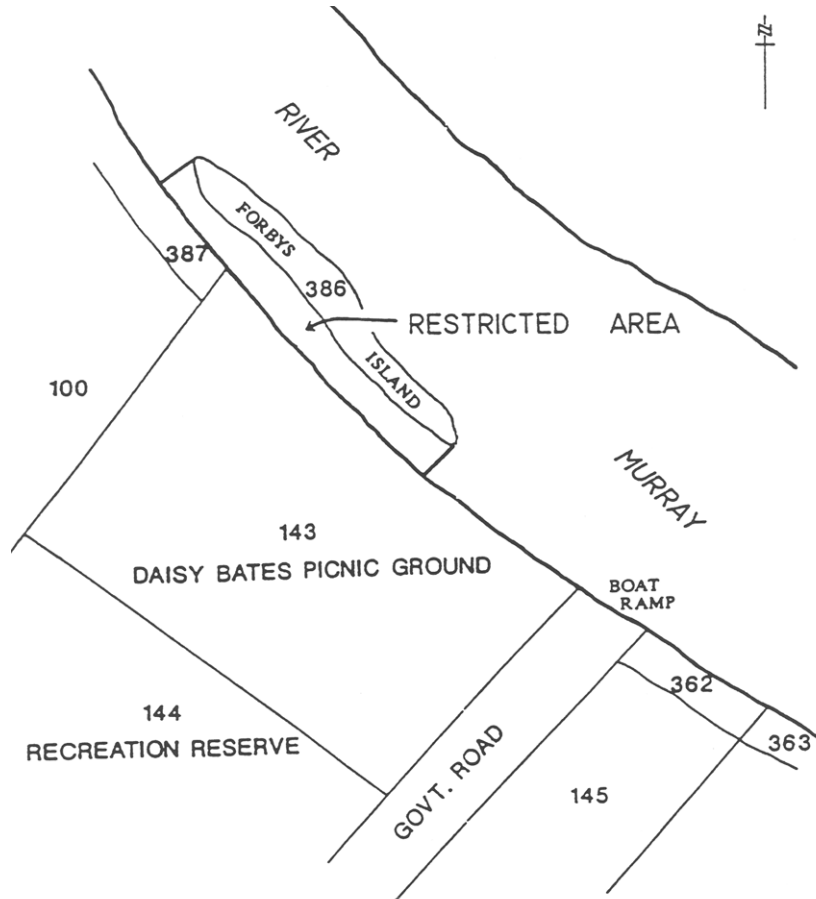 N
RIVER
FORBYS
387
386
RESTRICTED AREA
ISLAND
100
MURRAY
143
DAISY BATES PICNIC GROUND
BOAT
RAMP
362
144
RECREATION RESERVE
363
GOVT. ROAD
145